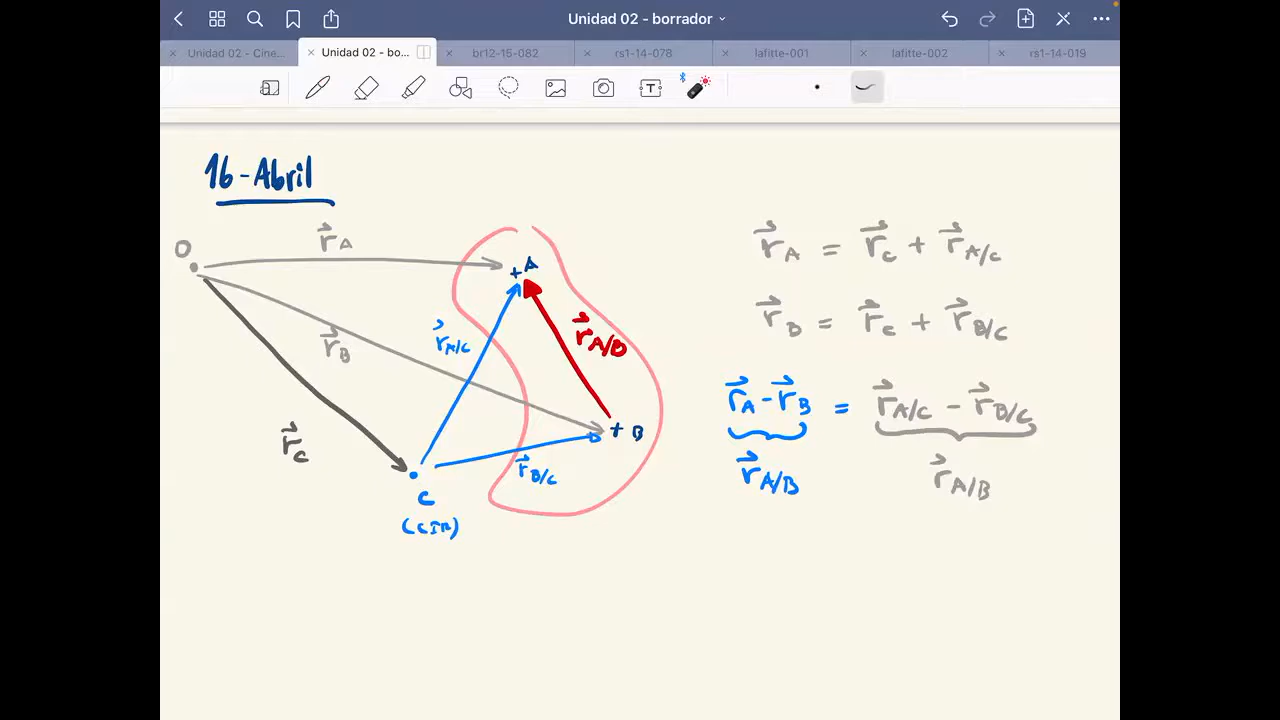 Unidad 02 - borrador
Unidad 02 - Cine...
Unidad 02 - bo...
br12-15-082
rs1-14-078
lafitte-001
lafitte-002
rs1-14-019
T
16-Abril
O
r⃗A
+A
r⃗A = r⃗C + r⃗A/C
r⃗B = r⃗C + r⃗B/C
r⃗A/C
r⃗A/B
r⃗B
r⃗A - r⃗B = r⃗A/C - r⃗B/C
+ B
r⃗C
r⃗B/C
r⃗A/B
r⃗A/B
C
(CIR)